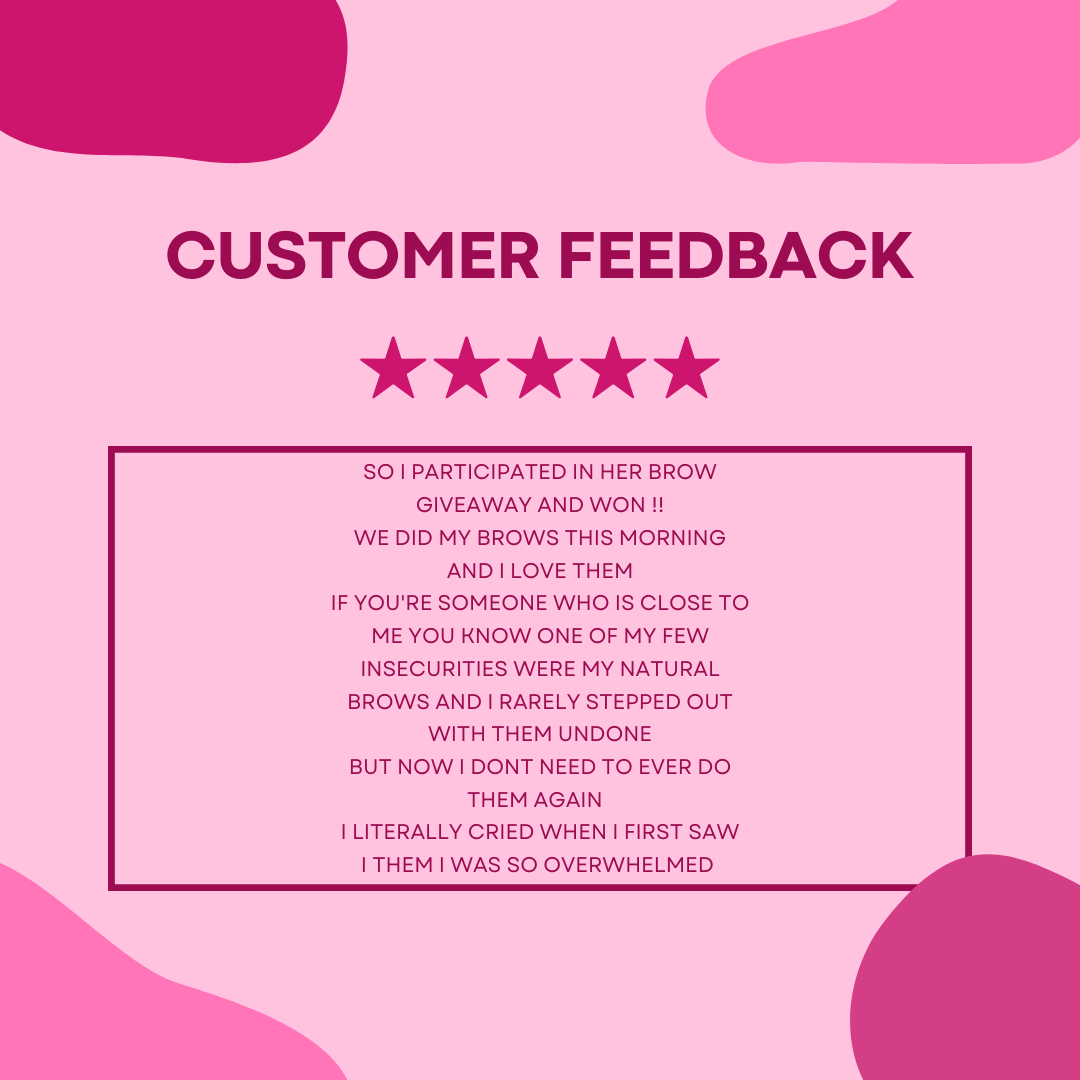 CUSTOMER FEEDBACK
SO I PARTICIPATED IN HER BROW
GIVEAWAY AND WON !!
WE DID MY BROWS THIS MORNING
AND I LOVE THEM
IF YOU'RE SOMEONE WHO IS CLOSE TO
ME YOU KNOW ONE OF MY FEW
INSECURITIES WERE MY NATURAL
BROWS AND I RARELY STEPPED OUT
WITH THEM UNDONE
BUT NOW I DONT NEED TO EVER DO
THEM AGAIN
I LITERALLY CRIED WHEN I FIRST SAW
I THEM I WAS SO OVERWHELMED